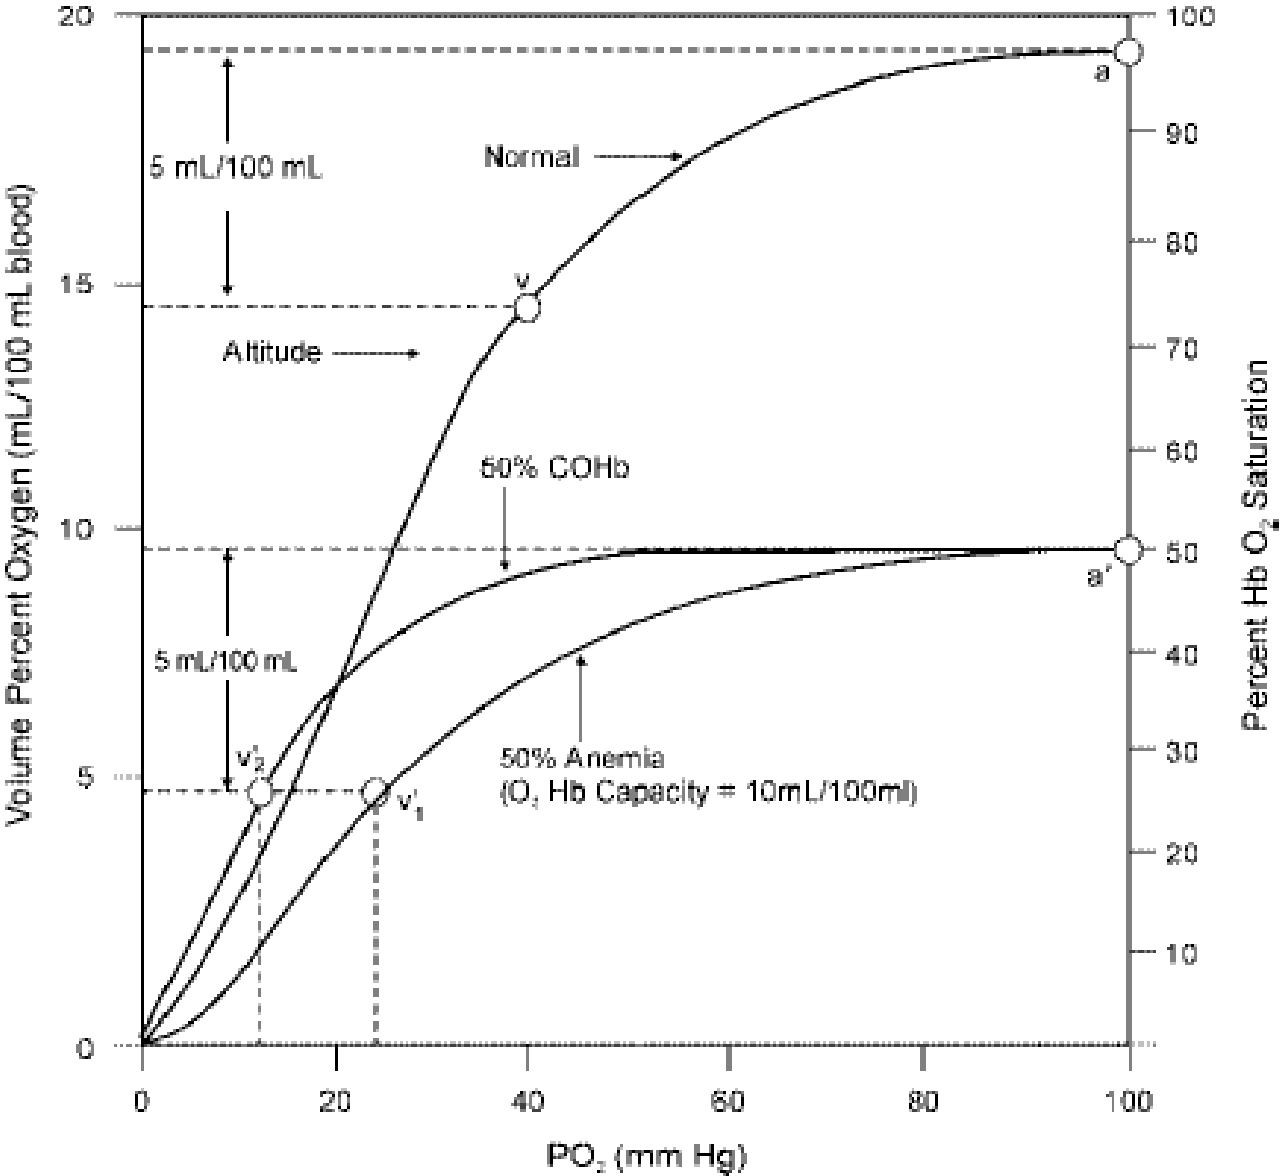 20
100
a
90
5 mL/100 mL
Normal
80
v
15
Altitude
70
50% COHb
60
10
50
a'
5 mL/100 mL
40
v'2
50% Anemia
30
5
(O2 Hb Capacity = 10mL/100ml)
v'1
20
10
0
0
20
40
60
80
100
PO2 (mm Hg)
Volume Percent Oxygen (mL/100 mL blood)
Percent Hb O2 Saturation